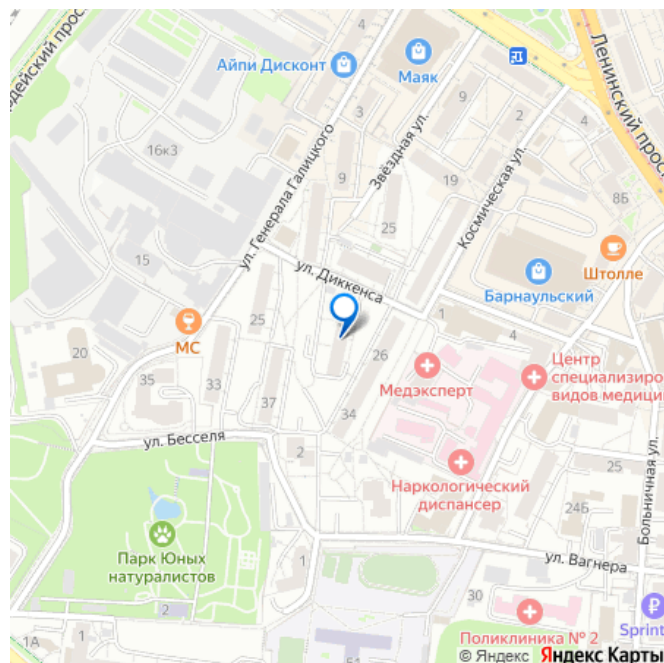 рдейский прос
Айпи Дисконт
Маяк
Ленинский просп
9
2
Звёздная ул.
4
16к3
ул. Генерала Галицкого
9
19
Космическая ул.
8Б
25
15
ул. Диккенса
Штолле
Барнаульский
25
1
4
МС
20
26
Медэксперт
Центр
специализиро
видов медици
35
33
37
34
ул. Бесселя
2
25
Больничная ул.
Наркологический
диспансер
24Б
Парк Юных
натуралистов
1
ул. Вагнера
2
30
1
1А
Поликлиника № 2
Sprint
51
© Яндекс Яндекс Карты